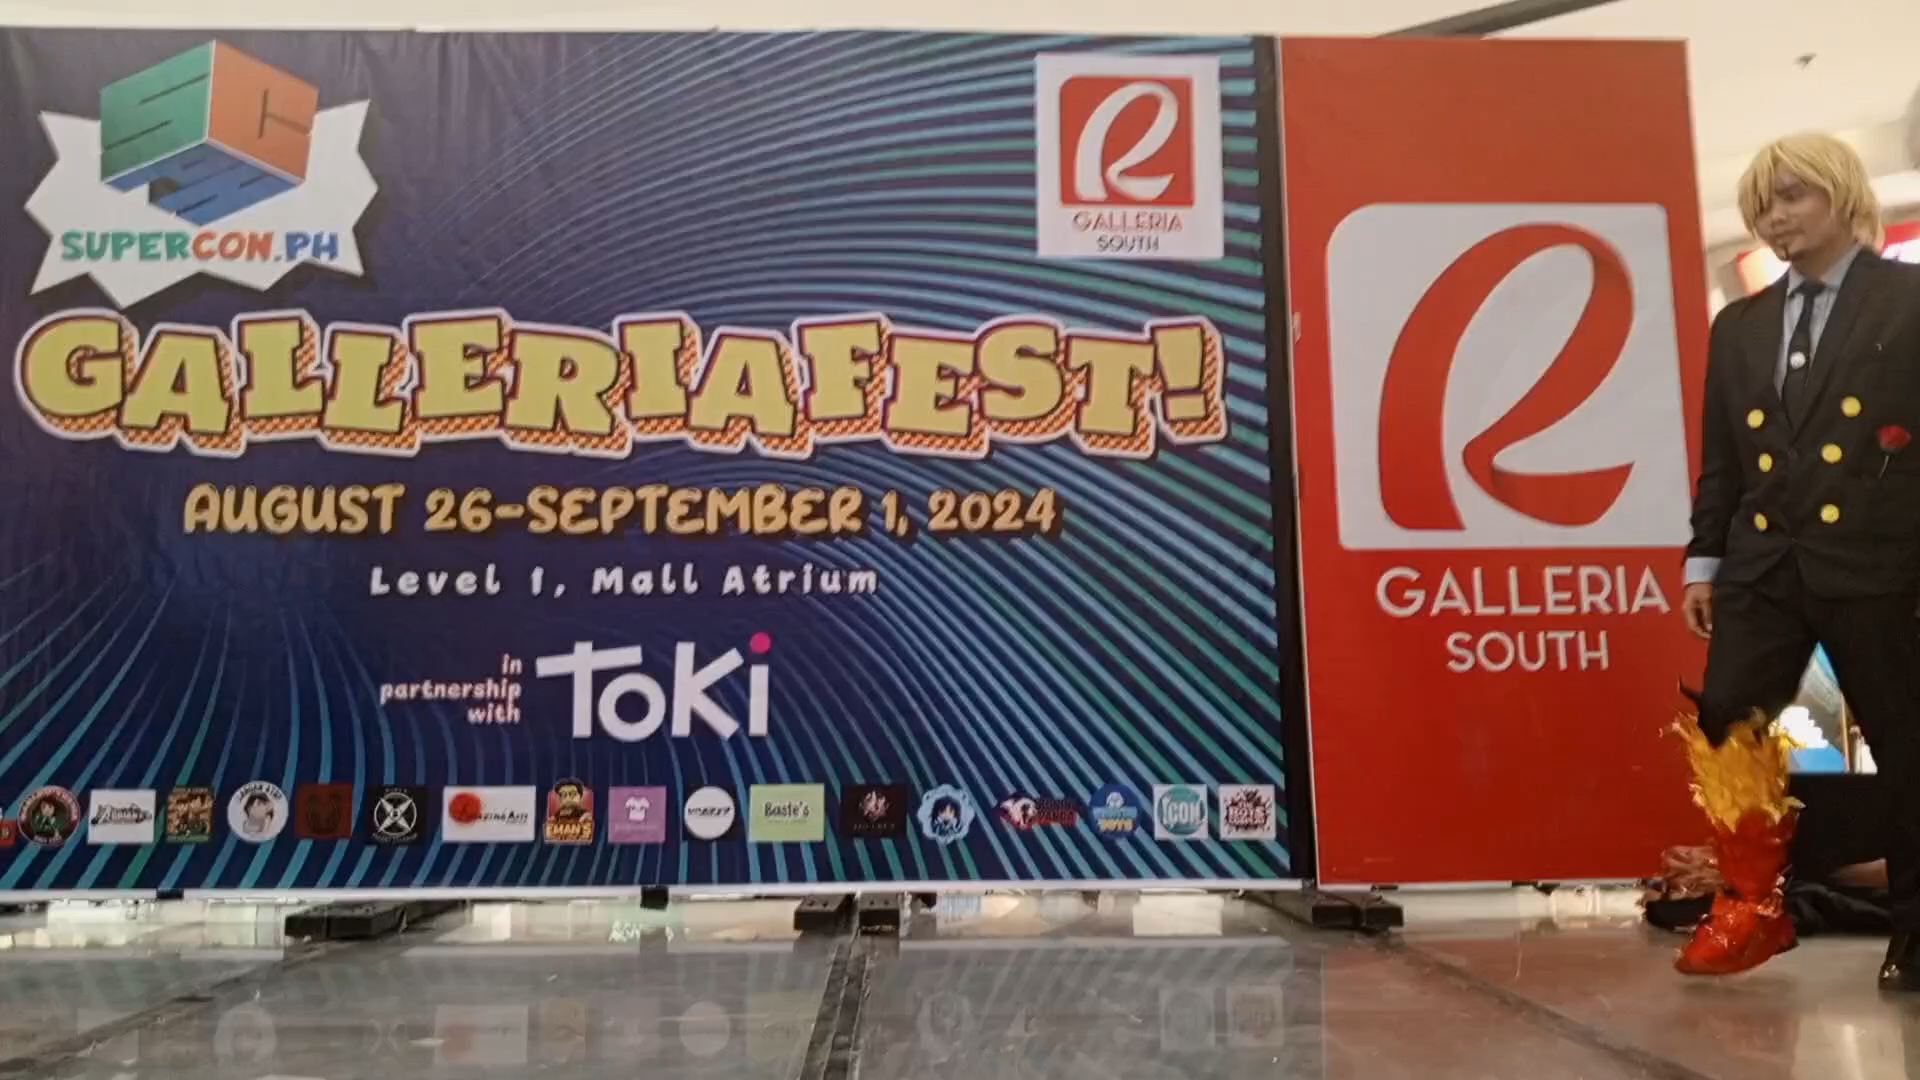 SUPERCON.PH
GALLERIA
SOUTH
GALLERIAFEST!
AUGUST 26-SEPTEMBER 1, 2024
Level 1, Mall Atrium
in
partnership
with
TOKI
EMAN'S
Baste's
ICON
GALLERIA
SOUTH